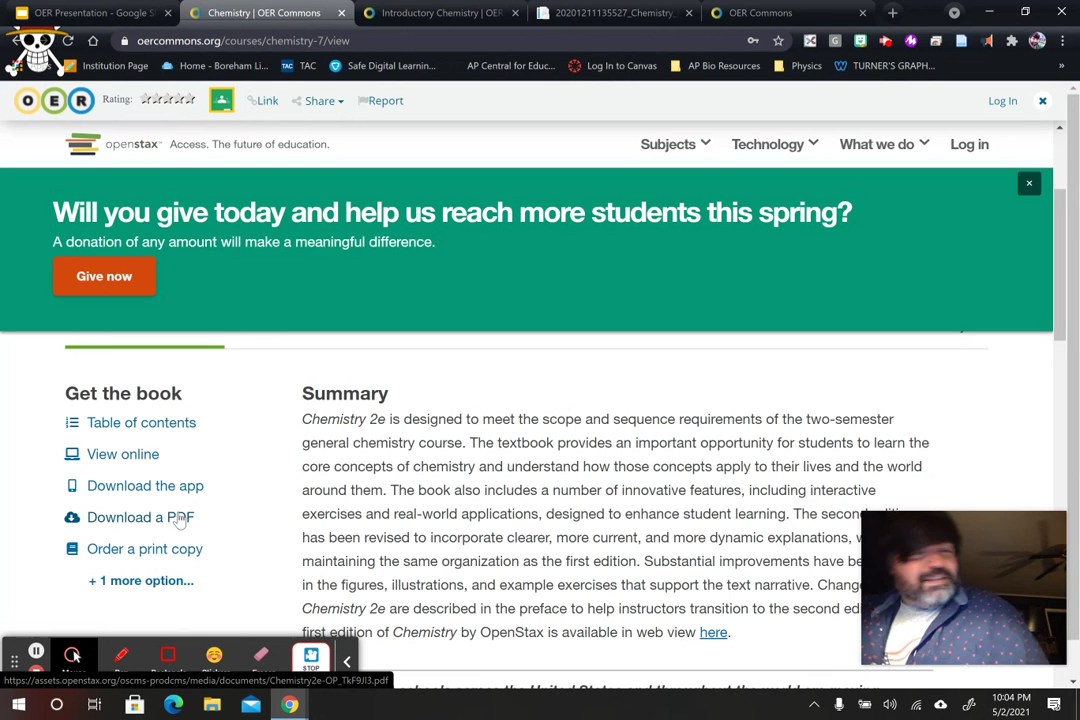 OER Presentation - Google S
Chemistry | OER Commons
Introductory Chemistry | OER
20201211135527_Chemistry_
OER Commons
oercommons.org/courses/chemistry-7/view
Institution Page
Home - Boreham Li...
TAC
TAC
Safe Digital Learnin...
AP Central for Educ...
Log In to Canvas
AP Bio Resources
Physics
TURNER'S GRAPH...
OER
Rating:
Link
Share
Report
Log In
openstax™
Access. The future of education.
Subjects
Technology
What we do
Log in
Will you give today and help us reach more students this spring?
A donation of any amount will make a meaningful difference.
Give now
Get the book
Table of contents
View online
Download the app
Download a PDF
Order a print copy
+ 1 more option...
Summary
Chemistry 2e is designed to meet the scope and sequence requirements of the two-semester
general chemistry course. The textbook provides an important opportunity for students to learn the
core concepts of chemistry and understand how those concepts apply to their lives and the world
around them. The book also includes a number of innovative features, including interactive
exercises and real-world applications, designed to enhance student learning. The second
has been revised to incorporate clearer, more current, and more dynamic explanations,
maintaining the same organization as the first edition. Substantial improvements have be
in the figures, illustrations, and example exercises that support the text narrative. Change
Chemistry 2e are described in the preface to help instructors transition to the second edi
first edition of Chemistry by OpenStax is available in web view here.
STOP
https://assets.openstax.org/oscms-prodcms/media/documents/Chemistry2e-OP_TkF9JI3.pdf
10:04 PM
5/2/2021